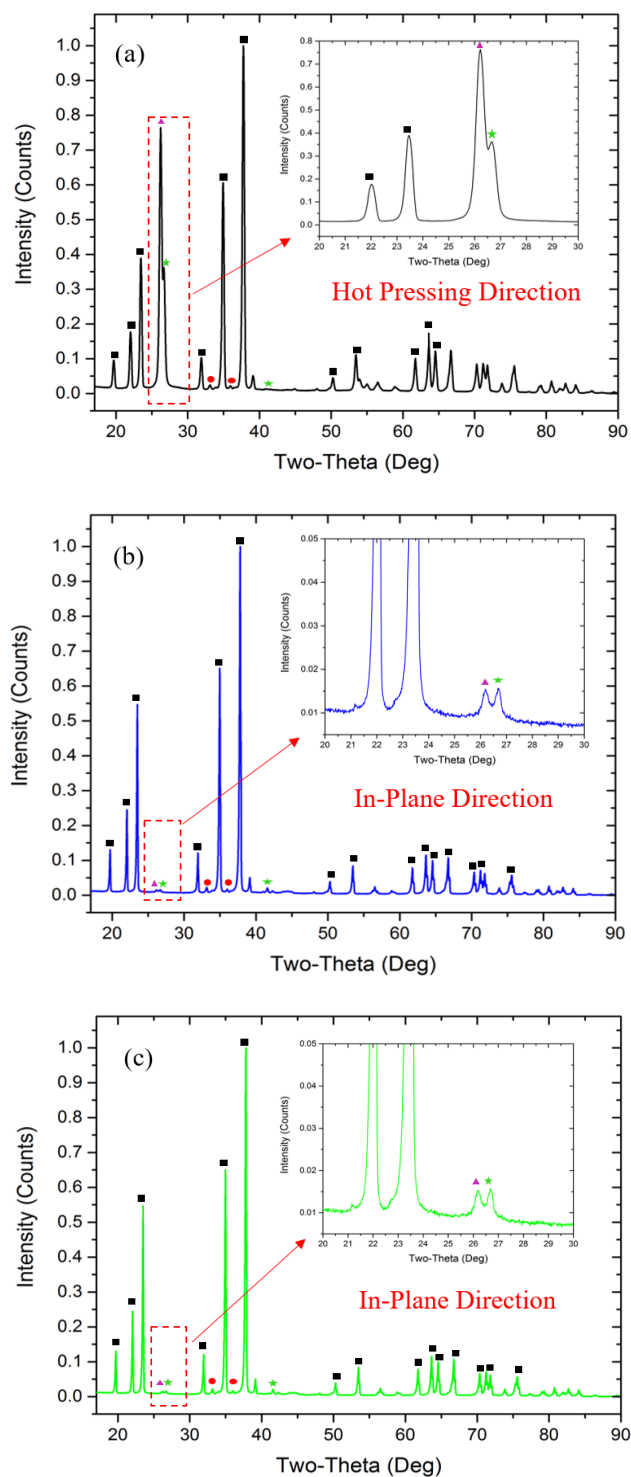 (a)
Intensity (Counts)
1.0
0.9
0.8
0.7
0.6
0.5
0.4
0.3
0.2
0.1
0.0
20 30 40 50 60 70 80 90
Two-Theta (Deg)
Intensity (Counts)
0.8
0.7
0.6
0.5
0.4
0.3
0.2
0.1
0.0
20 21 22 23 24 25 26 27 28 29 30
Two-Theta (Deg)
Hot Pressing Direction
(b)
Intensity (Counts)
1.0
0.9
0.8
0.7
0.6
0.5
0.4
0.3
0.2
0.1
0.0
20 30 40 50 60 70 80 90
Two-Theta (Deg)
Intensity (Counts)
0.05
0.04
0.03
0.02
0.01
20 21 22 23 24 25 26 27 28 29 30
Two-Theta (Deg)
In-Plane Direction
(c)
Intensity (Counts)
1.0
0.9
0.8
0.7
0.6
0.5
0.4
0.3
0.2
0.1
0.0
20 30 40 50 60 70 80 90
Two-Theta (Deg)
Intensity (Counts)
0.05
0.04
0.03
0.02
0.01
20 21 22 23 24 25 26 27 28 29 30
Two-Theta (Deg)
In-Plane Direction